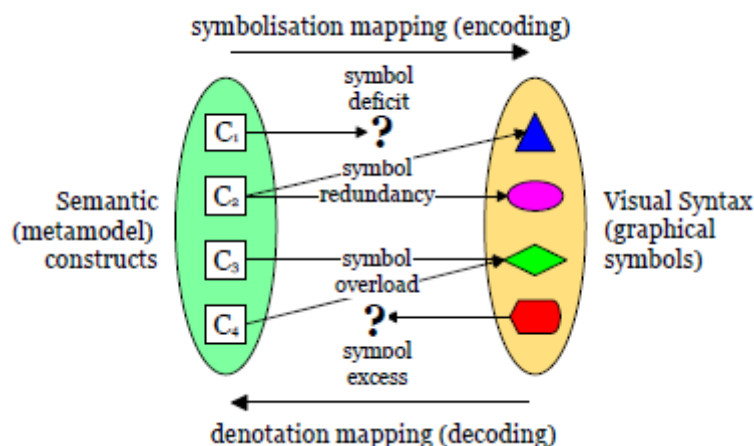 symbolisation mapping (encoding)
symbol
deficit
C₁
?
symbol
redundancy
C₂
Semantic
(metamodel)
constructs
Visual Syntax
(graphical
symbols)
C₃
symbol
overload
C₄
?
symbol
excess
denotation mapping (decoding)